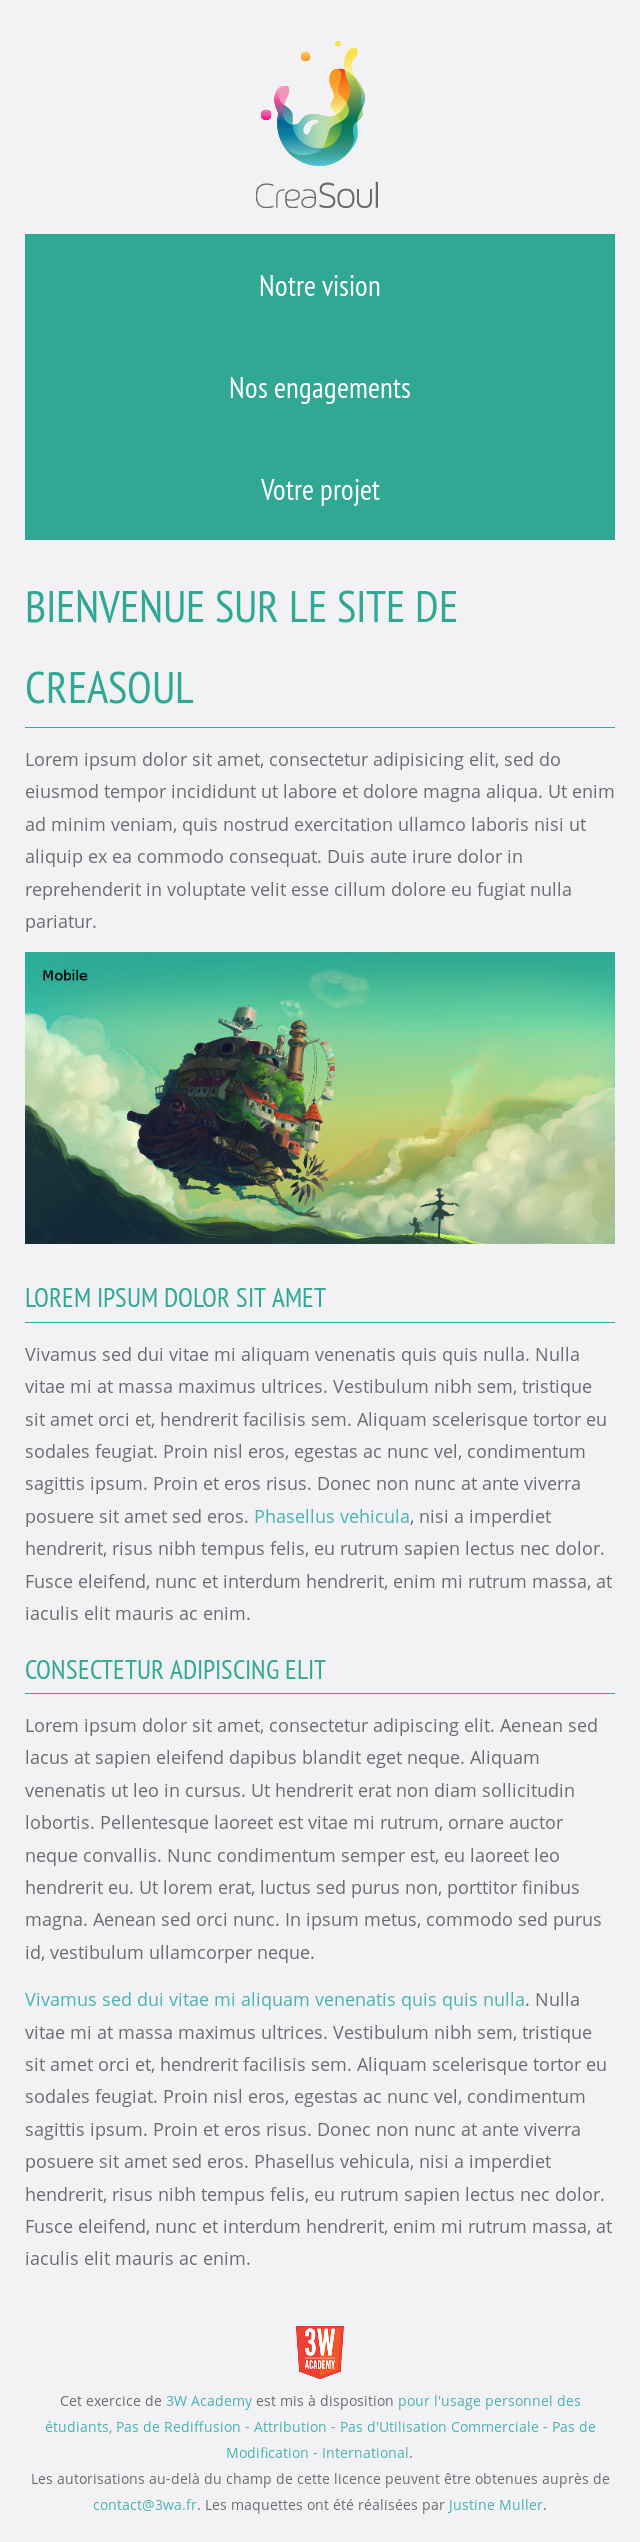 CreaSoul
Notre vision
Nos engagements
Votre projet
BIENVENUE SUR LE SITE DE
CREASOUL
Lorem ipsum dolor sit amet, consectetur adipisicing elit, sed do
eiusmod tempor incididunt ut labore et dolore magna aliqua. Ut enim
ad minim veniam, quis nostrud exercitation ullamco laboris nisi ut
aliquip ex ea commodo consequat. Duis aute irure dolor in
reprehenderit in voluptate velit esse cillum dolore eu fugiat nulla
pariatur.
Mobile
LOREM IPSUM DOLOR SIT AMET
Vivamus sed dui vitae mi aliquam venenatis quis quis nulla. Nulla
vitae mi at massa maximus ultrices. Vestibulum nibh sem, tristique
sit amet orci et, hendrerit facilisis sem. Aliquam scelerisque tortor eu
sodales feugiat. Proin nisl eros, egestas ac nunc vel, condimentum
sagittis ipsum. Proin et eros risus. Donec non nunc at ante viverra
posuere sit amet sed eros. Phasellus vehicula, nisi a imperdiet
hendrerit, risus nibh tempus felis, eu rutrum sapien lectus nec dolor.
Fusce eleifend, nunc et interdum hendrerit, enim mi rutrum massa, at
iaculis elit mauris ac enim.
CONSECTETUR ADIPISCING ELIT
Lorem ipsum dolor sit amet, consectetur adipiscing elit. Aenean sed
lacus at sapien eleifend dapibus blandit eget neque. Aliquam
venenatis ut leo in cursus. Ut hendrerit erat non diam sollicitudin
lobortis. Pellentesque laoreet est vitae mi rutrum, ornare auctor
neque convallis. Nunc condimentum semper est, eu laoreet leo
hendrerit eu. Ut lorem erat, luctus sed purus non, porttitor finibus
magna. Aenean sed orci nunc. In ipsum metus, commodo sed purus
id, vestibulum ullamcorper neque.
Vivamus sed dui vitae mi aliquam venenatis quis quis nulla. Nulla
vitae mi at massa maximus ultrices. Vestibulum nibh sem, tristique
sit amet orci et, hendrerit facilisis sem. Aliquam scelerisque tortor eu
sodales feugiat. Proin nisl eros, egestas ac nunc vel, condimentum
sagittis ipsum. Proin et eros risus. Donec non nunc at ante viverra
posuere sit amet sed eros. Phasellus vehicula, nisi a imperdiet
hendrerit, risus nibh tempus felis, eu rutrum sapien lectus nec dolor.
Fusce eleifend, nunc et interdum hendrerit, enim mi rutrum massa, at
iaculis elit mauris ac enim.
3W
ACADEMY
Cet exercice de 3W Academy est mis à disposition pour l'usage personnel des
étudiants, Pas de Rediffusion - Attribution - Pas d'Utilisation Commerciale - Pas de
Modification - International.
Les autorisations au-delà du champ de cette licence peuvent être obtenues auprès de
contact@3wa.fr. Les maquettes ont été réalisées par Justine Muller.